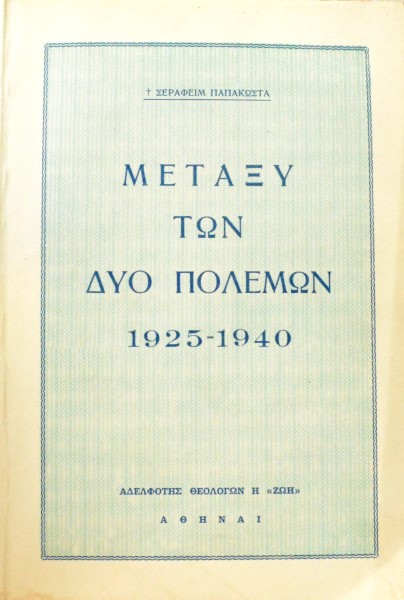 † ΣΕΡΑΦΕΙΜ ΠΑΠΑΚΩΣΤΑ
ΜΕΤΑΞΥ
ΤΩΝ
ΔΥΟ ΠΟΛΕΜΩΝ
1925-1940
ΑΔΕΛΦΟΤΗΣ ΘΕΟΛΟΓΩΝ Η «ΖΩΗ»
ΑΘΗΝΑΙ